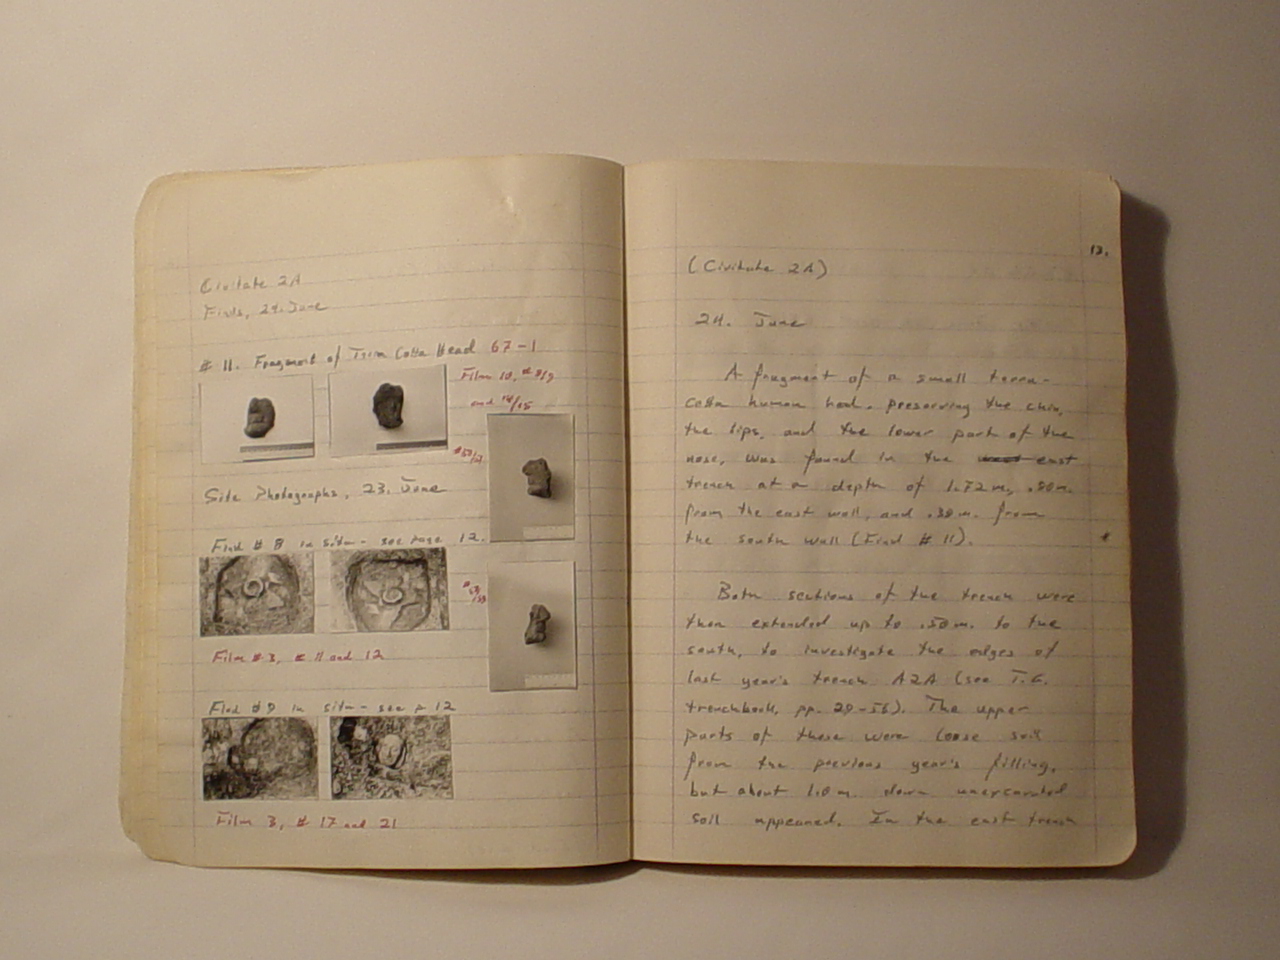 Civitate 2A
Finds, 24. June
# 11. Fragment of Terra Cotta Head 67-1
Film 10, # 8/9
and 14/15
Site Photographs, 23. June
Find # 8 in situ - see page 12.
Film # 3, # 11 and 12
Find # 9 in situ - see p 12
Film 3, # 17 and 21
13.
(Civitate 2A)
24. June
A fragment of a small terra-
cotta human head, preserving the chin,
the lips, and the lower part of the
nose, was found in the east
trench at a depth of 1.72 m, .80 m.
from the east wall, and .30 m. from
the south wall (Find # 11). *
Both sections of the trench were
then extended up to .50 m. to the
south, to investigate the edges of
last year's trench A2A (see T.C.
trenchbook, pp. 29-56). The upper
parts of these were loose soil
from the previous year's filling,
but about 1.0 m. down unexcavated
soil appeared. In the east trench